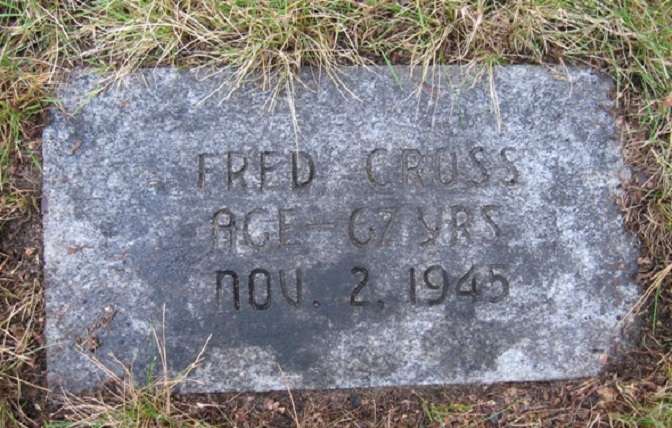 FRED CROSS
AGE-67 YRS
NOV. 2, 1945